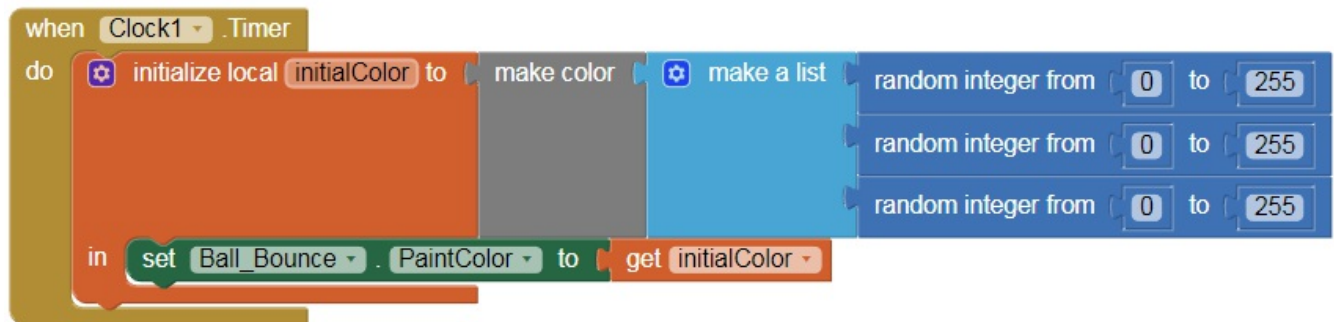 when Clock1 .Timer
do initialize local initialColor to make color make a list random integer from 0 to 255
random integer from 0 to 255
random integer from 0 to 255
in set Ball_Bounce . PaintColor to get initialColor